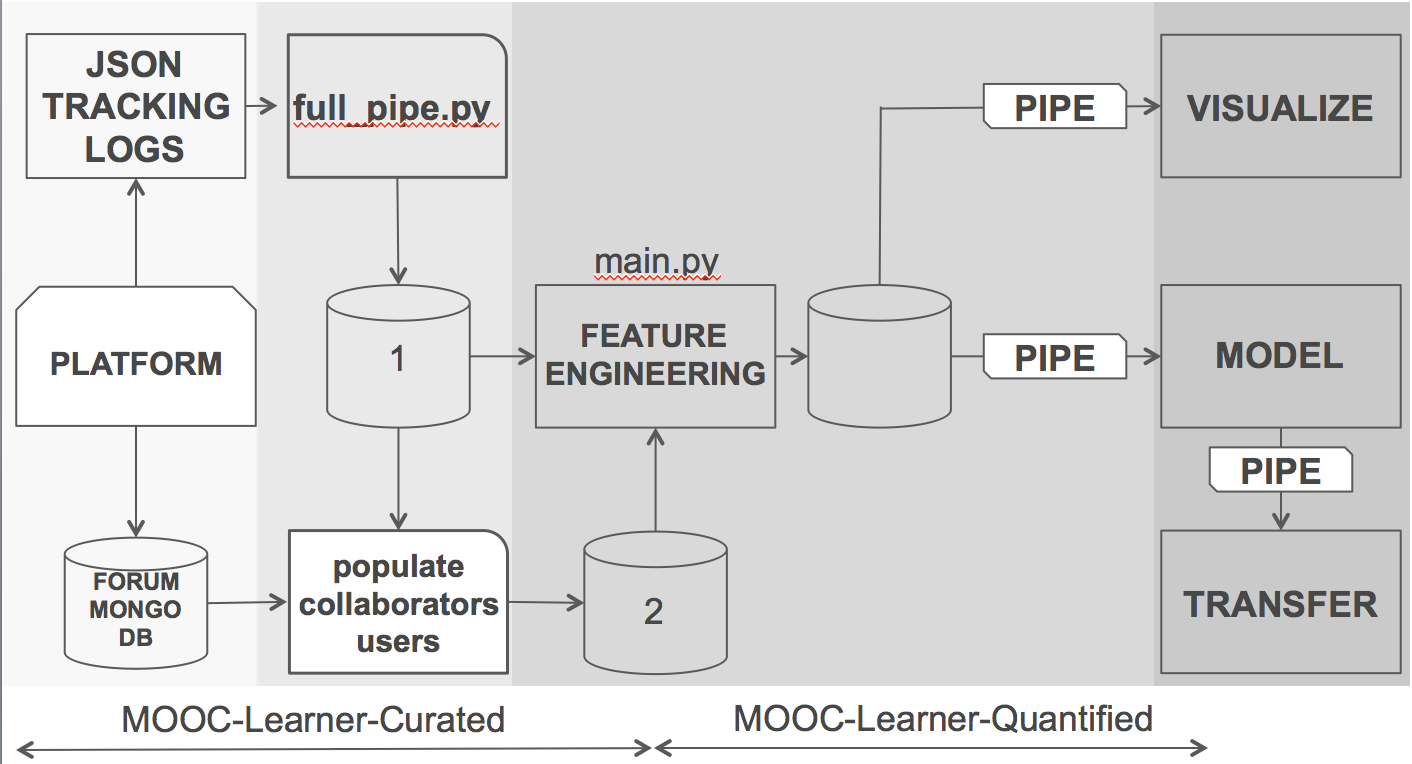 JSON
TRACKING
LOGS
full_pipe.py
PIPE
VISUALIZE
main.py
PLATFORM
1
FEATURE
ENGINEERING
PIPE
MODEL
PIPE
FORUM
MONGO
DB
populate
collaborators
users
2
TRANSFER
MOOC-Learner-Curated
MOOC-Learner-Quantified